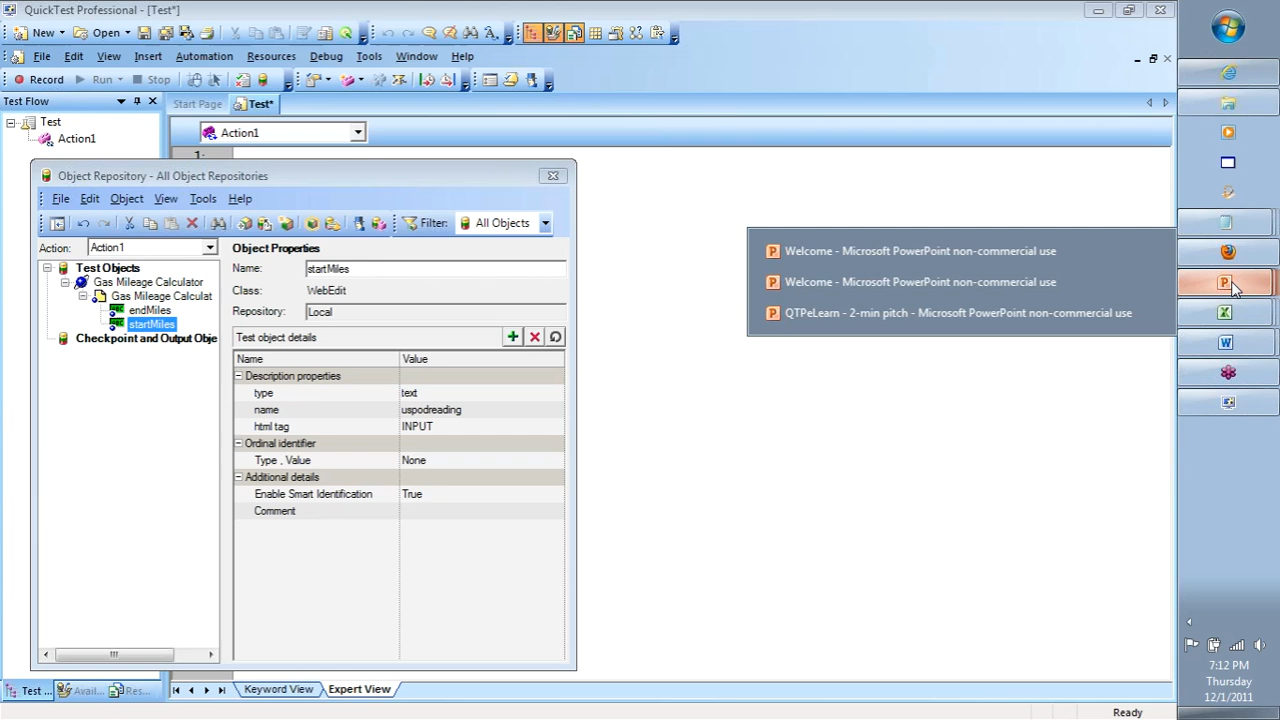 QuickTest Professional - [Test*]
New Open
File Edit View Insert Automation Resources Debug Tools Window Help
Record Run Stop
Test Flow
Start Page Test*
Test
Action1
Action1
1
Object Repository - All Object Repositories
File Edit Object View Tools Help
Filter: All Objects
Action: Action1
Test Objects
Gas Mileage Calculator
Gas Mileage Calculat
endMiles
startMiles
Checkpoint and Output Obje
Object Properties
Name: startMiles
Class: WebEdit
Repository: Local
Test object details
Name Value
Description properties
type text
name uspodreading
html tag INPUT
Ordinal identifier
Type , Value None
Additional details
Enable Smart Identification True
Comment
Welcome - Microsoft PowerPoint non-commercial use
Welcome - Microsoft PowerPoint non-commercial use
QTPeLearn - 2-min pitch - Microsoft PowerPoint non-commercial use
Test ... Avai... Res...
Keyword View Expert View
Ready
7:12 PM
Thursday
12/1/2011